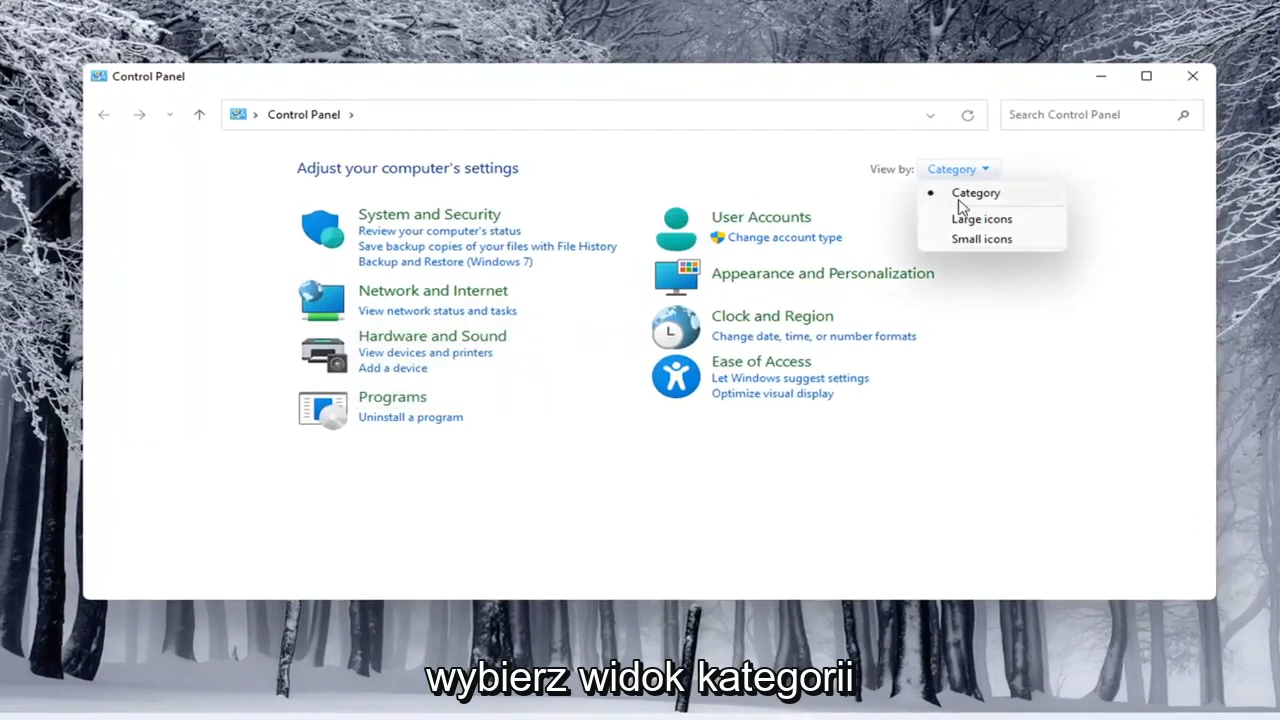 Control Panel
Control Panel
Search Control Panel
Adjust your computer's settings
View by: Category
Category
Large icons
Small icons
System and Security
Review your computer's status
Save backup copies of your files with File History
Backup and Restore (Windows 7)
Network and Internet
View network status and tasks
Hardware and Sound
View devices and printers
Add a device
Programs
Uninstall a program
User Accounts
Change account type
Appearance and Personalization
Clock and Region
Change date, time, or number formats
Ease of Access
Let Windows suggest settings
Optimize visual display
wybierz widok kategorii